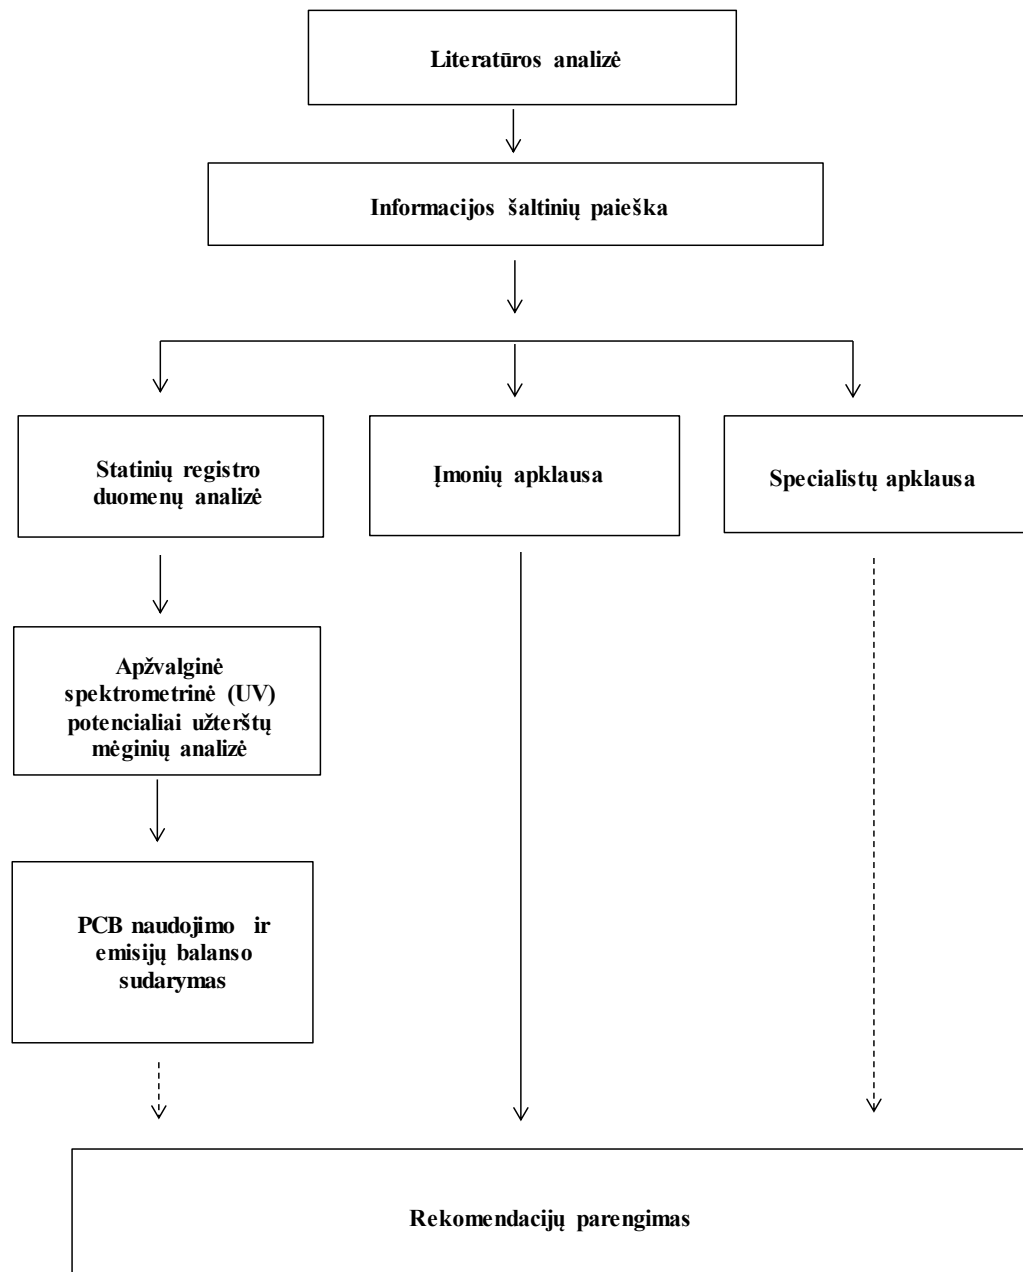 Literatūros analizė
Informacijos šaltinių paieška
Statinių registro
duomenų analizė
Įmonių apklausa
Specialistų apklausa
Apžvalginė
spektrometrinė (UV)
potencialiai užterštų
mėginių analizė
PCB naudojimo ir
emisijų balanso
sudarymas
Rekomendacijų parengimas